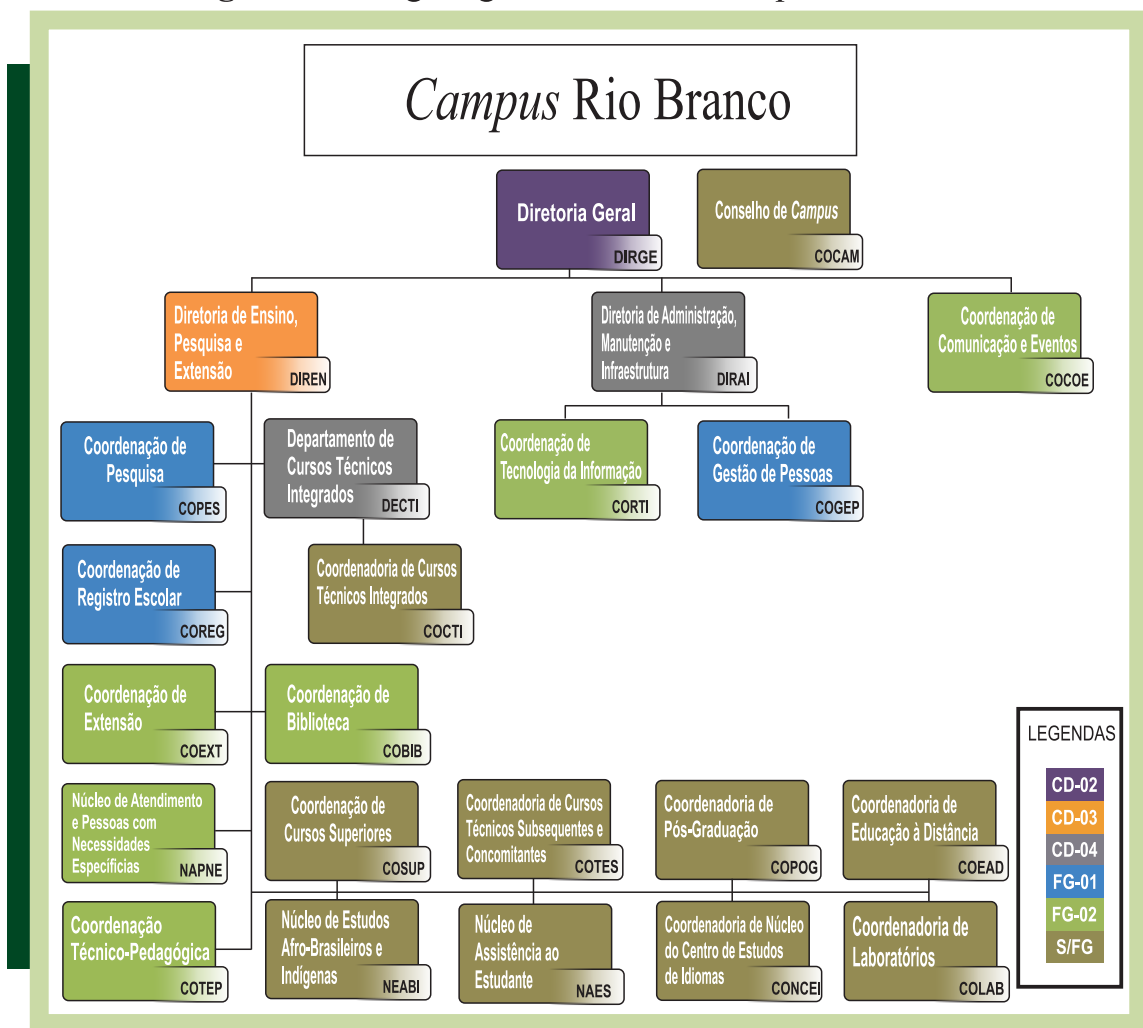 Campus Rio Branco
Diretoria Geral
DIRGE
Conselho de Campus
COCAM
Diretoria de Ensino,
Pesquisa e
Extensão
DIREN
Diretoria de Administração,
Manutenção e
Infraestrutura
DIRAI
Coordenação de
Comunicação e Eventos
COCOE
Coordenação de
Pesquisa
COPES
Departamento de
Cursos Técnicos
Integrados
DECTI
Coordenação de
Tecnologia da Informação
CORTI
Coordenação de
Gestão de Pessoas
COGEP
Coordenação de
Registro Escolar
COREG
Coordenadoria de Cursos
Técnicos Integrados
COCTI
Coordenação de
Extensão
COEXT
Coordenação de
Biblioteca
COBIB
Núcleo de Atendimento
e Pessoas com
Necessidades
Específicias
NAPNE
Coordenação de
Cursos Superiores
COSUP
Coordenadoria de Cursos
Técnicos Subsequentes e
Concomitantes
COTES
Coordenadoria de
Pós-Graduação
COPOG
Coordenadoria de
Educação à Distância
COEAD
Coordenação
Técnico-Pedagógica
COTEP
Núcleo de Estudos
Afro-Brasileiros e
Indígenas
NEABI
Núcleo de
Assistência ao
Estudante
NAES
Coordenadoria de Núcleo
do Centro de Estudos
de Idiomas
CONCEI
Coordenadoria de
Laboratórios
COLAB
LEGENDAS
CD-02
CD-03
CD-04
FG-01
FG-02
S/FG